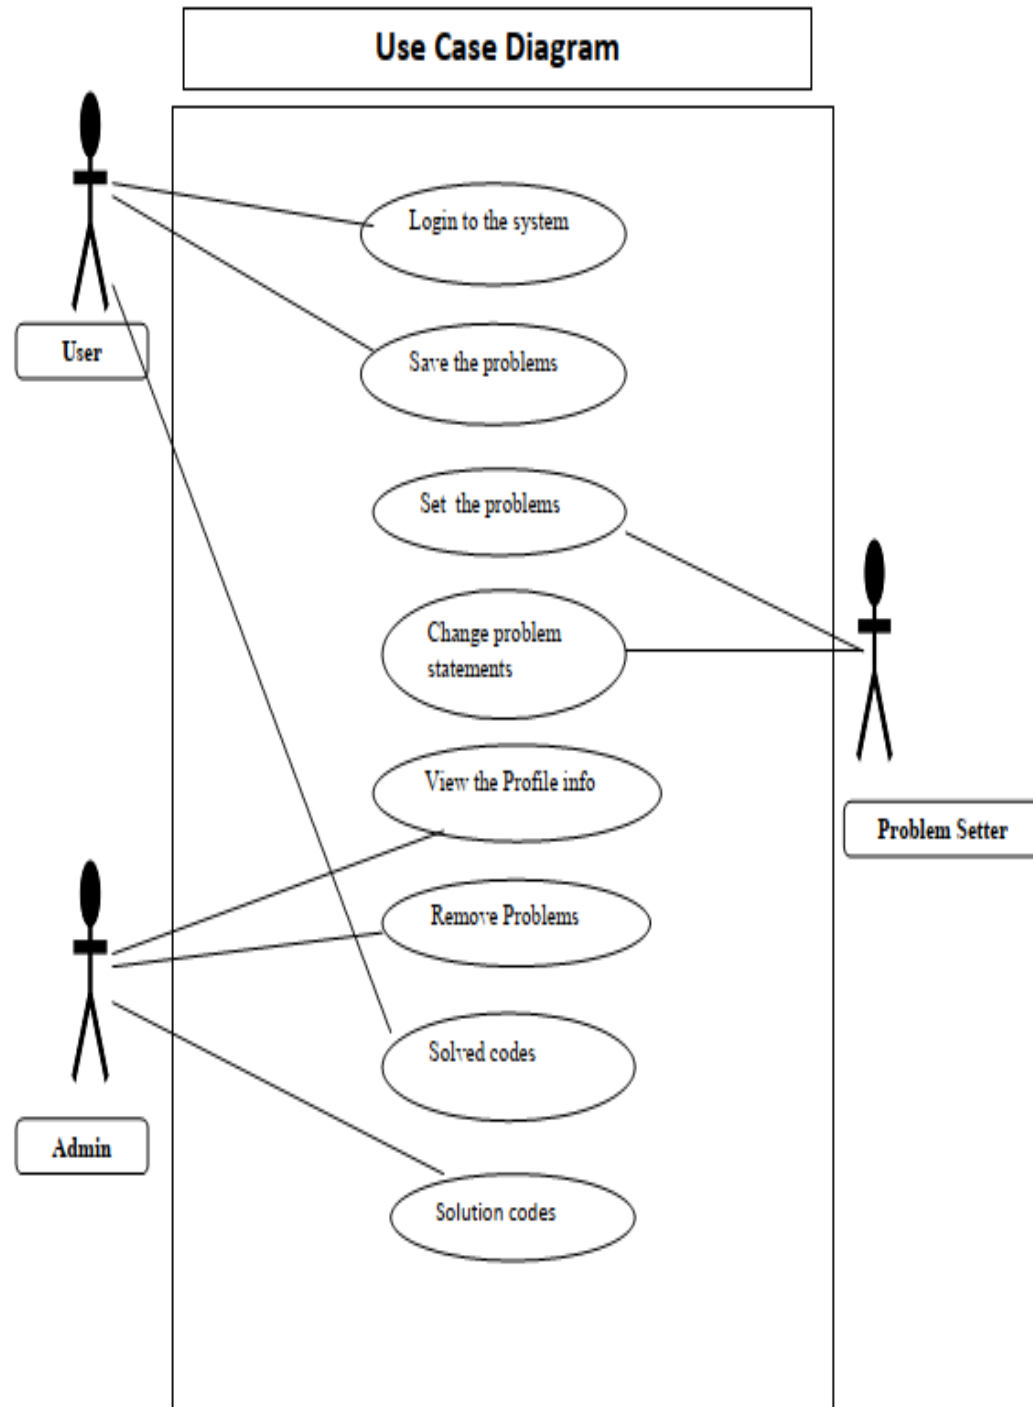 Use Case Diagram
Login to the system
User
Save the problems
Set the problems
Change problem
statements
View the Profile info
Problem Setter
Remove Problems
Solved codes
Admin
Solution codes